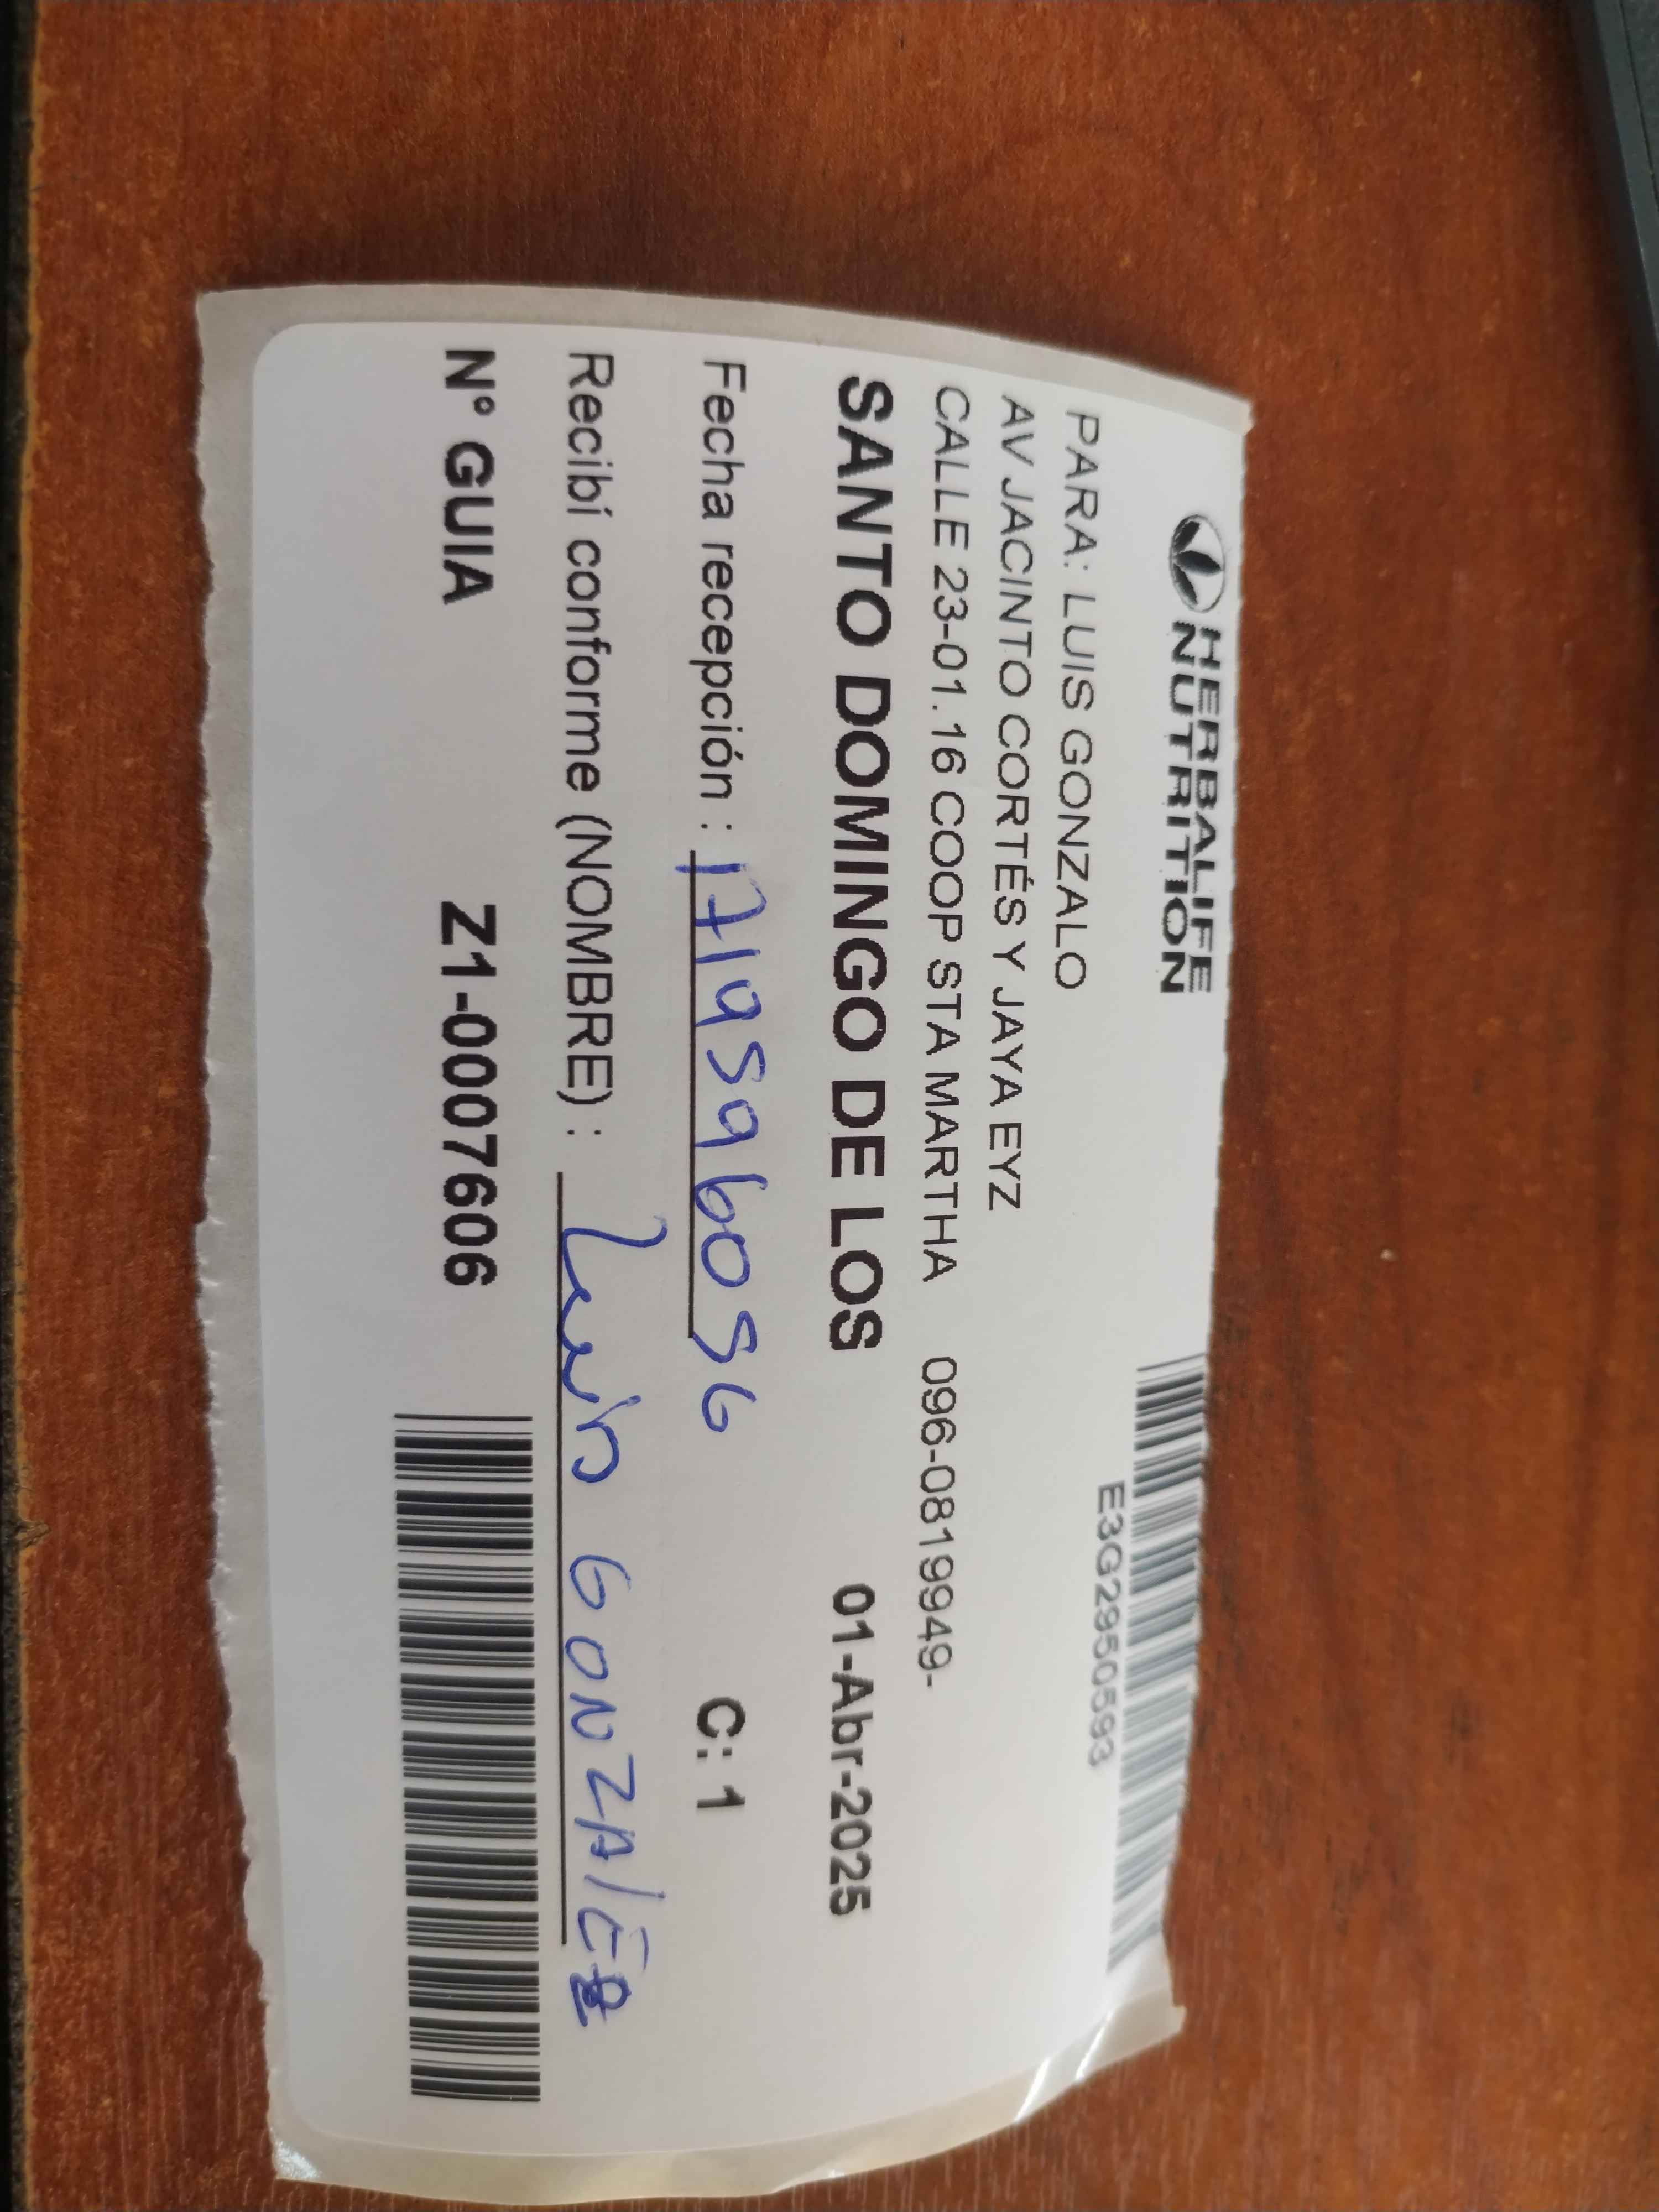 HERBALIFE
NUTRITION
E3G2950593
PARA: LUIS GONZALO
AV JACINTO CORTÉS Y JAYA EYZ
CALLE 23-01.16 COOP STA MARTHA 096-0819949-
SANTO DOMINGO DE LOS 01-Abr-2025
Fecha recepción : 1719596056 C: 1
Recibí conforme (NOMBRE) : Luis GONZAlEz
N° GUIA Z1-0007606